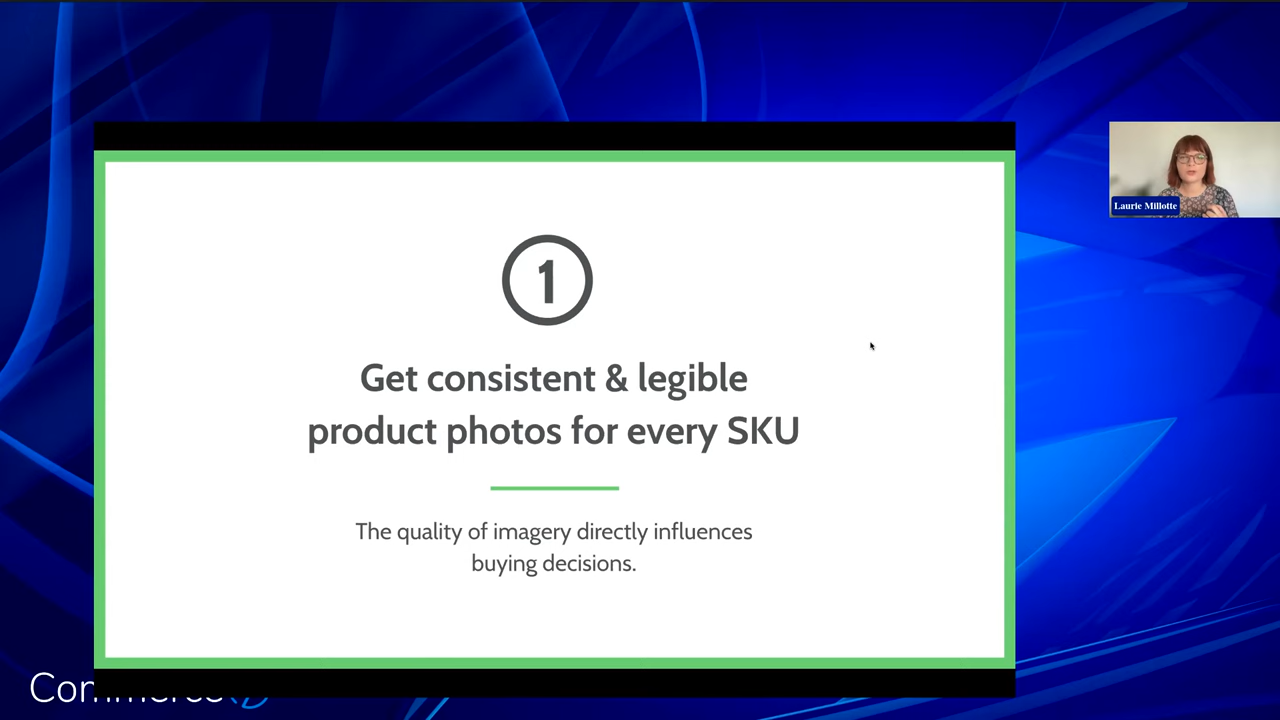 1
Get consistent & legible
product photos for every SKU
The quality of imagery directly influences
buying decisions.
Laurie Millotte